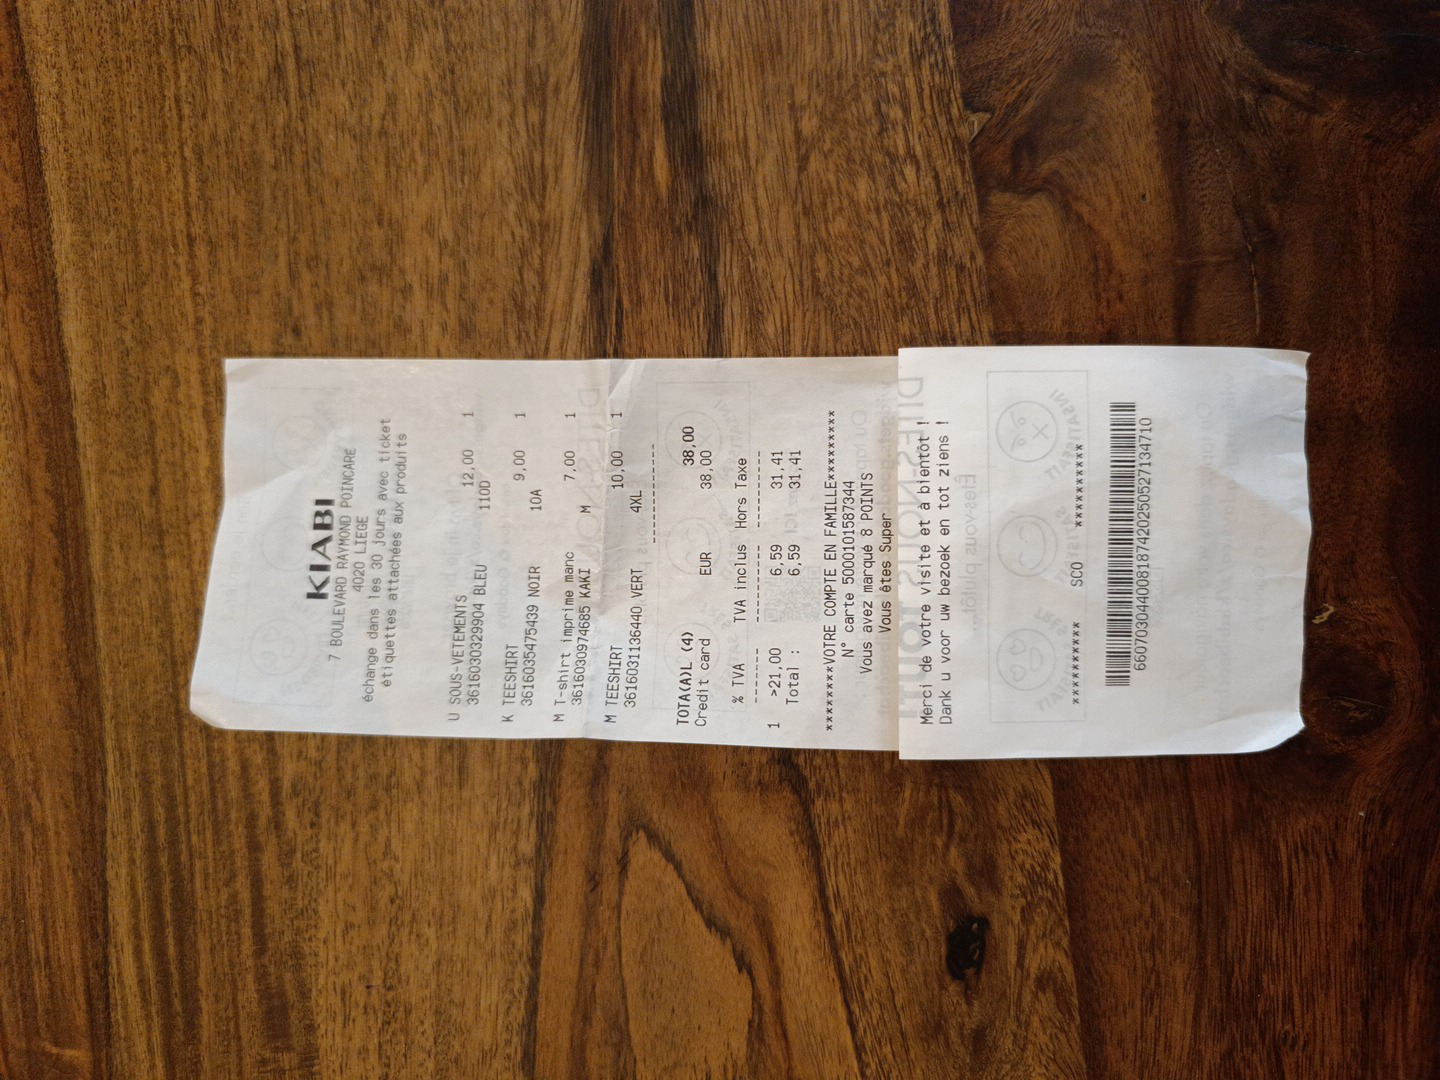 KIABI
7 BOULEVARD RAYMOND POINCARE
4020 LIEGE
échange dans les 30 jours avec ticket
étiquettes attachées aux produits
U SOUS-VETEMENTS 12,00 1
3616030329904 BLEU 110D
K TEESHIRT 9,00 1
3616035475439 NOIR 10A
M T-shirt imprime manc 7,00 1
3616030974685 KAKI M
M TEESHIRT 10,00 1
3616031136440 VERT 4XL
--------------
TOTA(A)L (4) 38,00
Credit card EUR 38,00
% TVA TVA inclus Hors Taxe
------- ---------- ----------
1 >21,00 6,59 31,41
Total : 6,59 31,41
********VOTRE COMPTE EN FAMILLE*********
N° carte 5000101587344
Vous avez marqué 8 POINTS
Vous êtes Super
Merci de votre visite et à bientôt !
Dank u voor uw bezoek en tot ziens !
*********** SCO ***********
660703044008187420250527134710